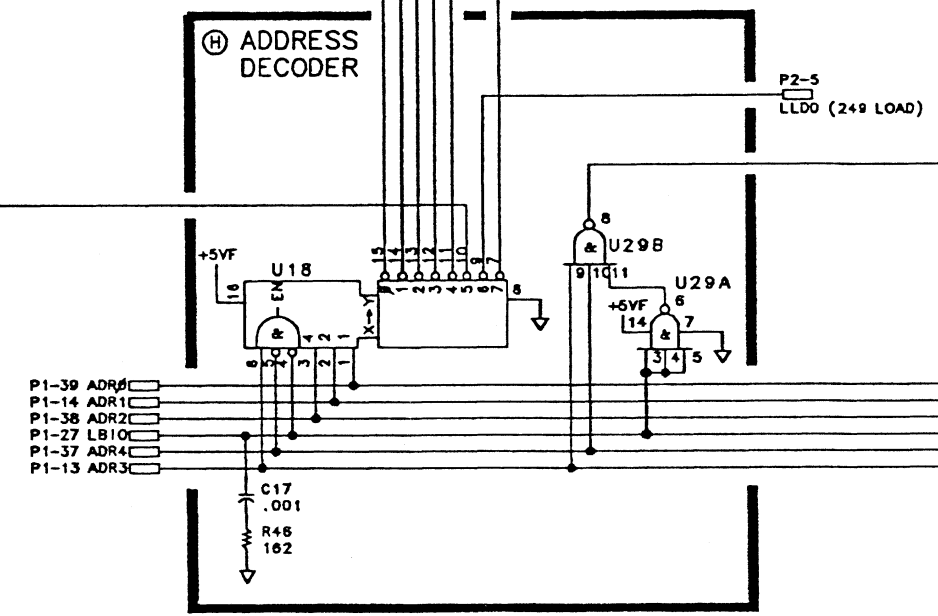 H ADDRESS
DECODER
P2-5
LLD0 (249 LOAD)
8
& U29B
9 10 11
U29A
+5VF
14
6
&
7
3 4 5
15 14 13 12 11 10 9 7
+5VF
16
U18
EN
&
X→Y
0 1 2 3 4 5 6 7
8
4 2 1
6 5 4 3 2 1
P1-39 ADR0
P1-14 ADR1
P1-38 ADR2
P1-27 LBIO
P1-37 ADR4
P1-13 ADR3
C17
.001
R46
162